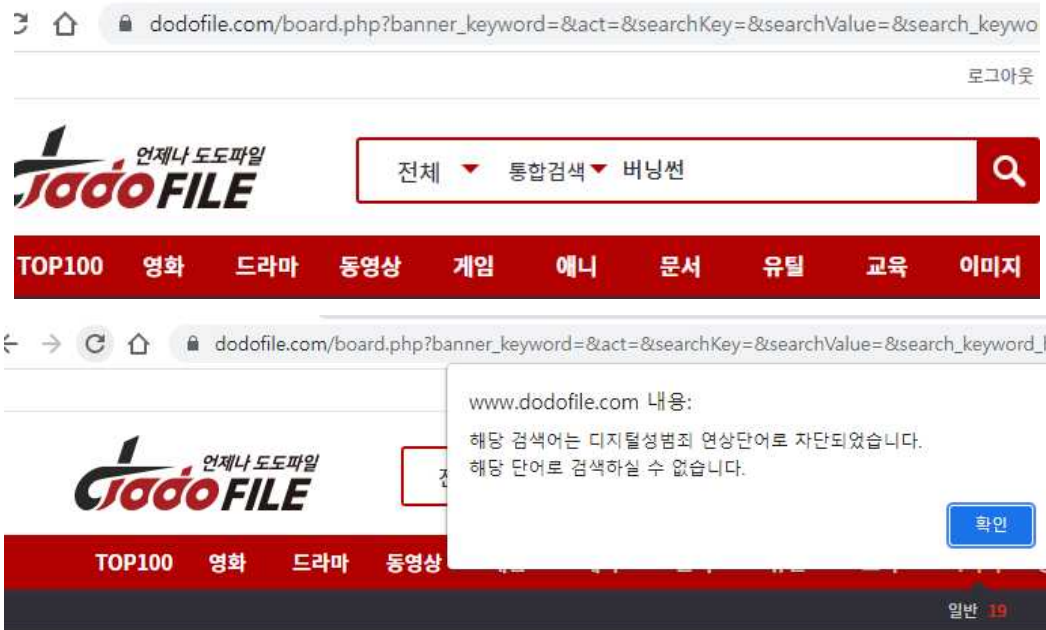 dodofile.com/board.php?banner_keyword=&act=&searchKey=&searchValue=&search_keywo
로그아웃
언제나 도도파일
dodo FILE
전체 통합검색 버닝썬
TOP100 영화 드라마 동영상 게임 애니 문서 유틸 교육 이미지
dodofile.com/board.php?banner_keyword=&act=&searchKey=&searchValue=&search_keyword_
www.dodofile.com 내용:
해당 검색어는 디지털성범죄 연상단어로 차단되었습니다.
해당 단어로 검색하실 수 없습니다.
확인
언제나 도도파일
dodo FILE
TOP100 영화 드라마 동영상
일반 19